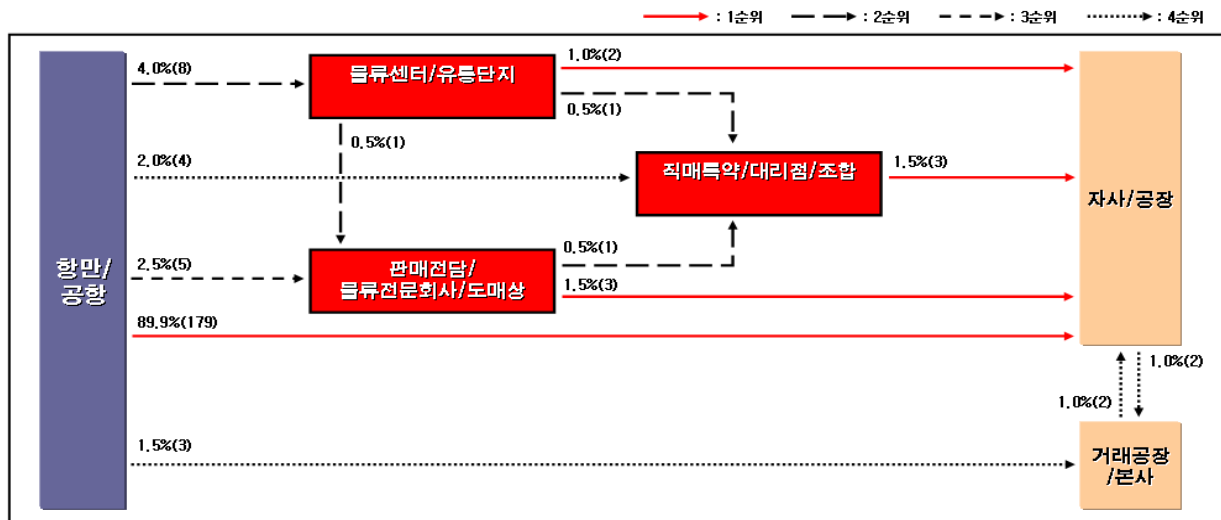 : 1순위
: 2순위
: 3순위
: 4순위
4.0%(8)
물류센터/유통단지
1.0%(2)
0.5%(1)
0.5%(1)
2.0%(4)
직매특약/대리점/조합
1.5%(3)
자사/공장
항만/
공항
2.5%(5)
판매전담/
물류전문회사/도매상
0.5%(1)
1.5%(3)
89.9%(179)
1.0%(2)
1.0%(2)
1.5%(3)
거래공장
/본사